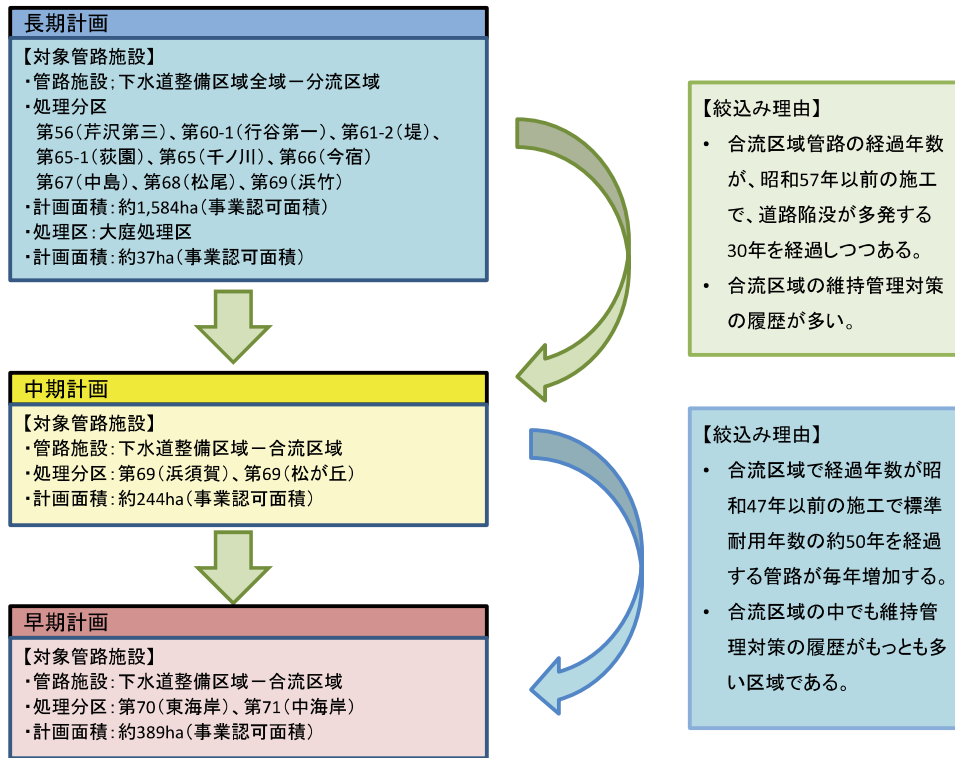 長期計画
【対象管路施設】
・管路施設；下水道整備区域全域－分流区域
・処理分区
第56（芹沢第三）、第60-1（行谷第一）、第61-2（堤）、
第65-1（荻園）、第65（千ノ川）、第66（今宿）
第67（中島）、第68（松尾）、第69（浜竹）
・計画面積：約1,584ha（事業認可面積）
・処理区：大庭処理区
・計画面積：約37ha（事業認可面積）
中期計画
【対象管路施設】
・管路施設：下水道整備区域－合流区域
・処理分区：第69（浜須賀）、第69（松が丘）
・計画面積：約244ha（事業認可面積）
早期計画
【対象管路施設】
・管路施設：下水道整備区域－合流区域
・処理分区：第70（東海岸）、第71（中海岸）
・計画面積：約389ha（事業認可面積）
【絞込み理由】
・ 合流区域管路の経過年数
が、昭和57年以前の施工
で、道路陥没が多発する
30年を経過しつつある。
・ 合流区域の維持管理対策
の履歴が多い。
【絞込み理由】
・ 合流区域で経過年数が昭
和47年以前の施工で標準
耐用年数の約50年を経過
する管路が毎年増加する。
・ 合流区域の中でも維持管
理対策の履歴がもっとも多
い区域である。